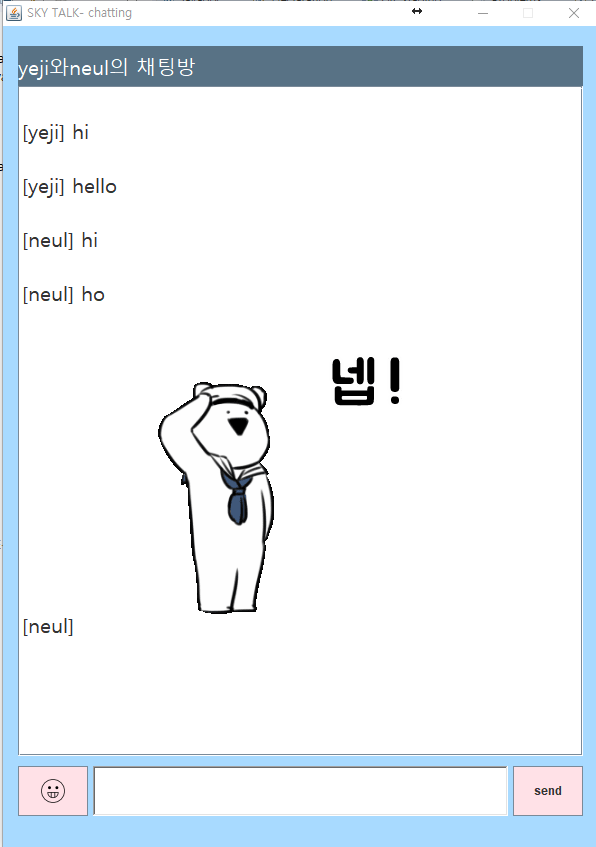 SKY TALK- chatting
yeji와neul의 채팅방
[yeji] hi
[yeji] hello
[neul] hi
[neul] ho
넵!
[neul]
send